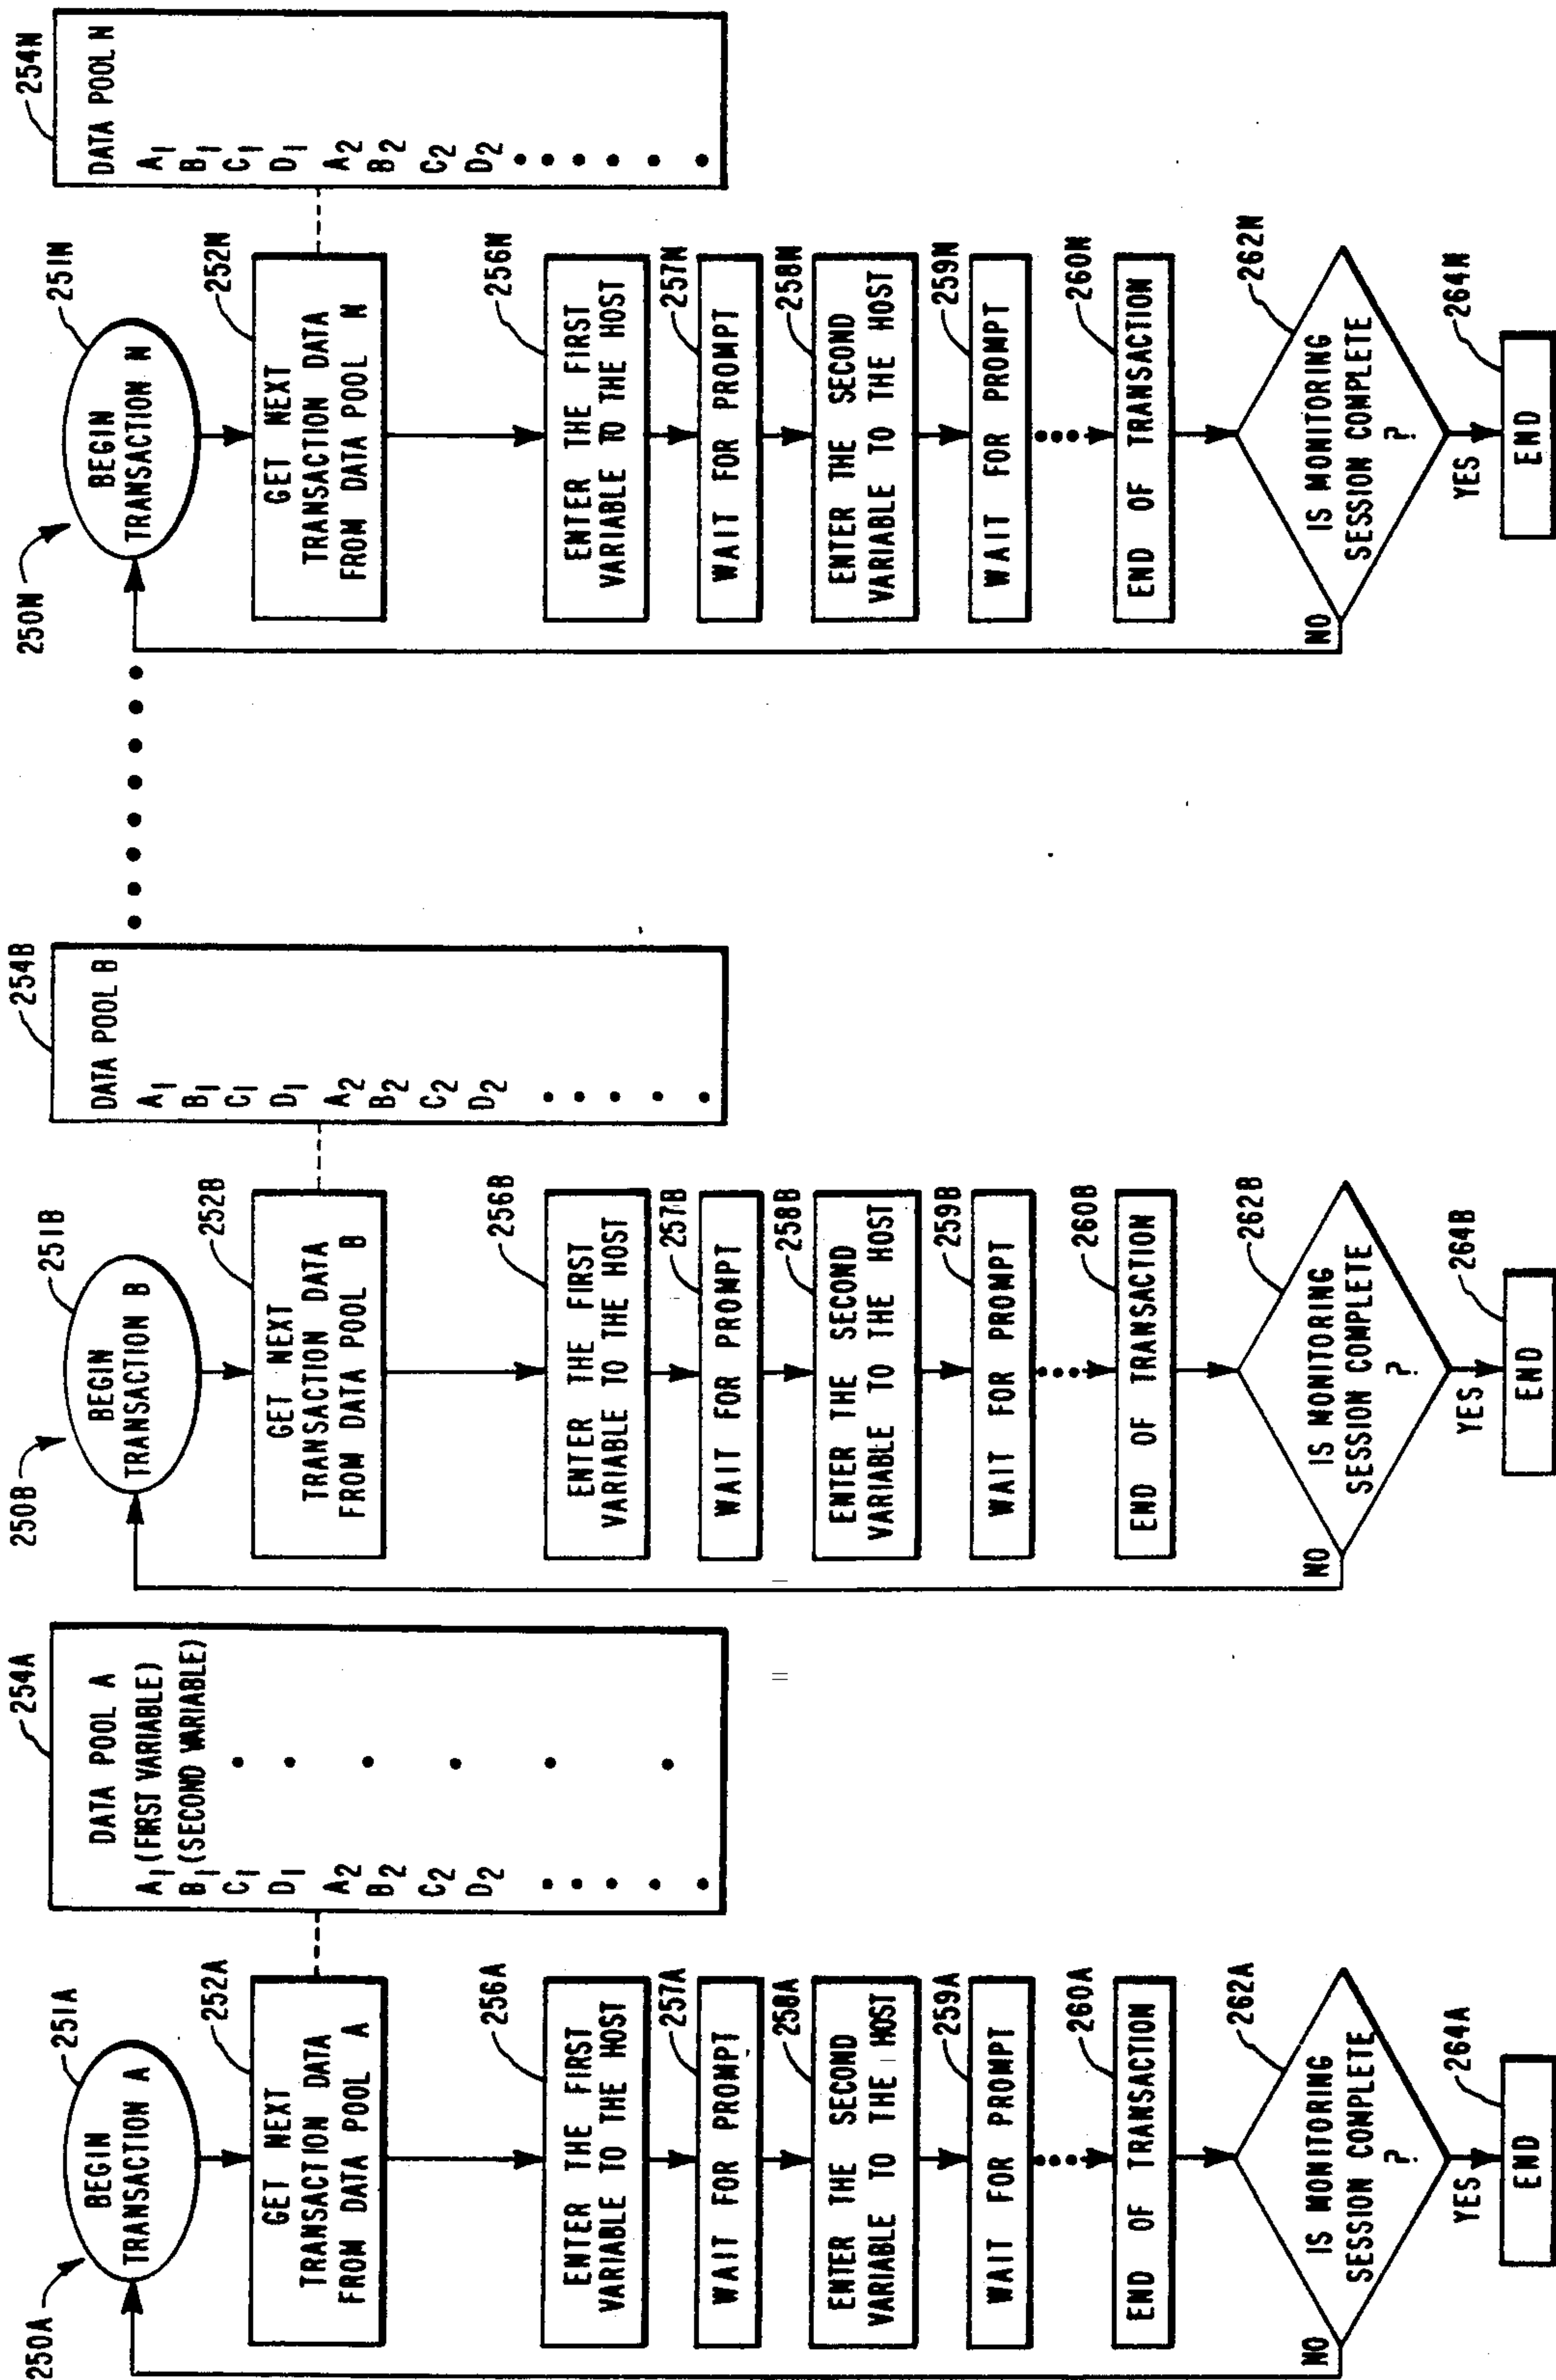 250A
BEGIN
TRANSACTION A
251A
GET NEXT
TRANSACTION DATA
FROM DATA POOL A
252A
DATA POOL A
A1 (FIRST VARIABLE)
B1 (SECOND VARIABLE)
C1
D1
A2
B2
C2
D2
254A
ENTER THE FIRST
VARIABLE TO THE HOST
256A
WAIT FOR PROMPT
257A
ENTER THE SECOND
VARIABLE TO THE HOST
258A
WAIT FOR PROMPT
259A
END OF TRANSACTION
260A
IS MONITORING
SESSION COMPLETE
?
262A
NO
YES
END
264A
250B
BEGIN
TRANSACTION B
251B
GET NEXT
TRANSACTION DATA
FROM DATA POOL B
252B
DATA POOL B
A1
B1
C1
D1
A2
B2
C2
D2
254B
ENTER THE FIRST
VARIABLE TO THE HOST
256B
WAIT FOR PROMPT
257B
ENTER THE SECOND
VARIABLE TO THE HOST
258B
WAIT FOR PROMPT
259B
END OF TRANSACTION
260B
IS MONITORING
SESSION COMPLETE
?
262B
NO
YES
END
264B
250N
BEGIN
TRANSACTION N
251N
GET NEXT
TRANSACTION DATA
FROM DATA POOL N
252N
DATA POOL N
A1
B1
C1
D1
A2
B2
C2
D2
254N
ENTER THE FIRST
VARIABLE TO THE HOST
256N
WAIT FOR PROMPT
257N
ENTER THE SECOND
VARIABLE TO THE HOST
258N
WAIT FOR PROMPT
259N
END OF TRANSACTION
260N
IS MONITORING
SESSION COMPLETE
?
262N
NO
YES
END
264N